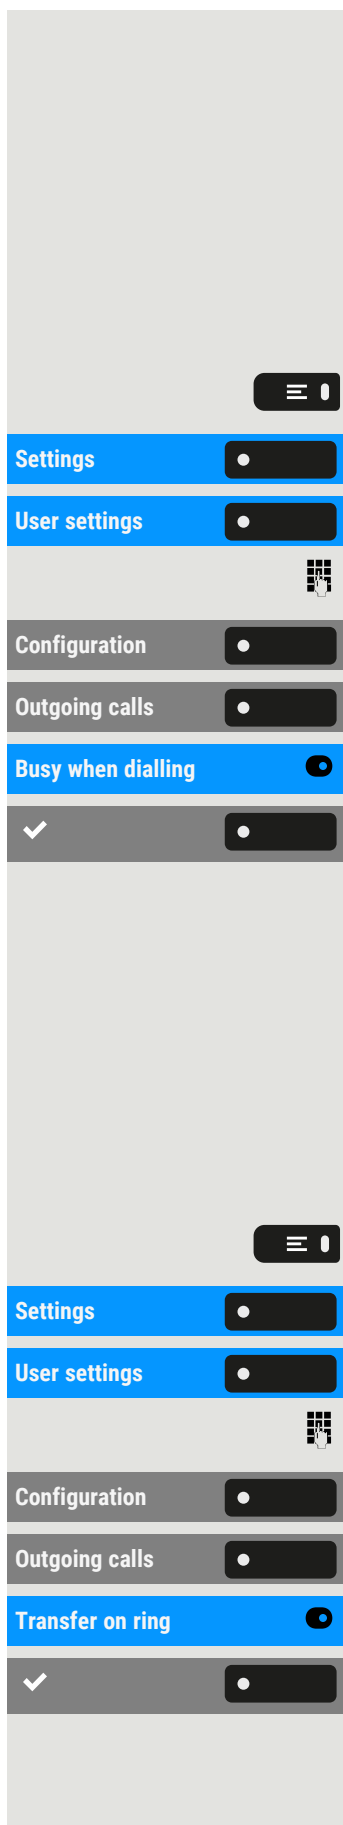 Settings
User settings
Configuration
Outgoing calls
Busy when dialling
Settings
User settings
Configuration
Outgoing calls
Transfer on ring